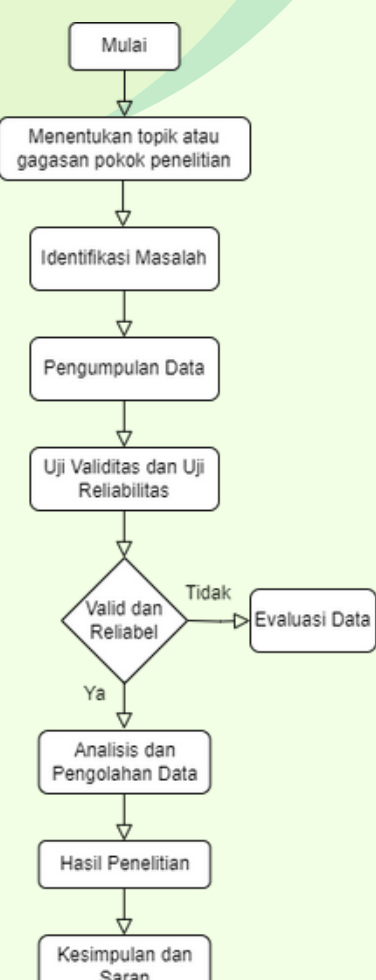 Mulai
Menentukan topik atau
gagasan pokok penelitian
Identifikasi Masalah
Pengumpulan Data
Uji Validitas dan Uji
Reliabilitas
Valid dan
Reliabel
Tidak
Evaluasi Data
Ya
Analisis dan
Pengolahan Data
Hasil Penelitian
Kesimpulan dan
Saran